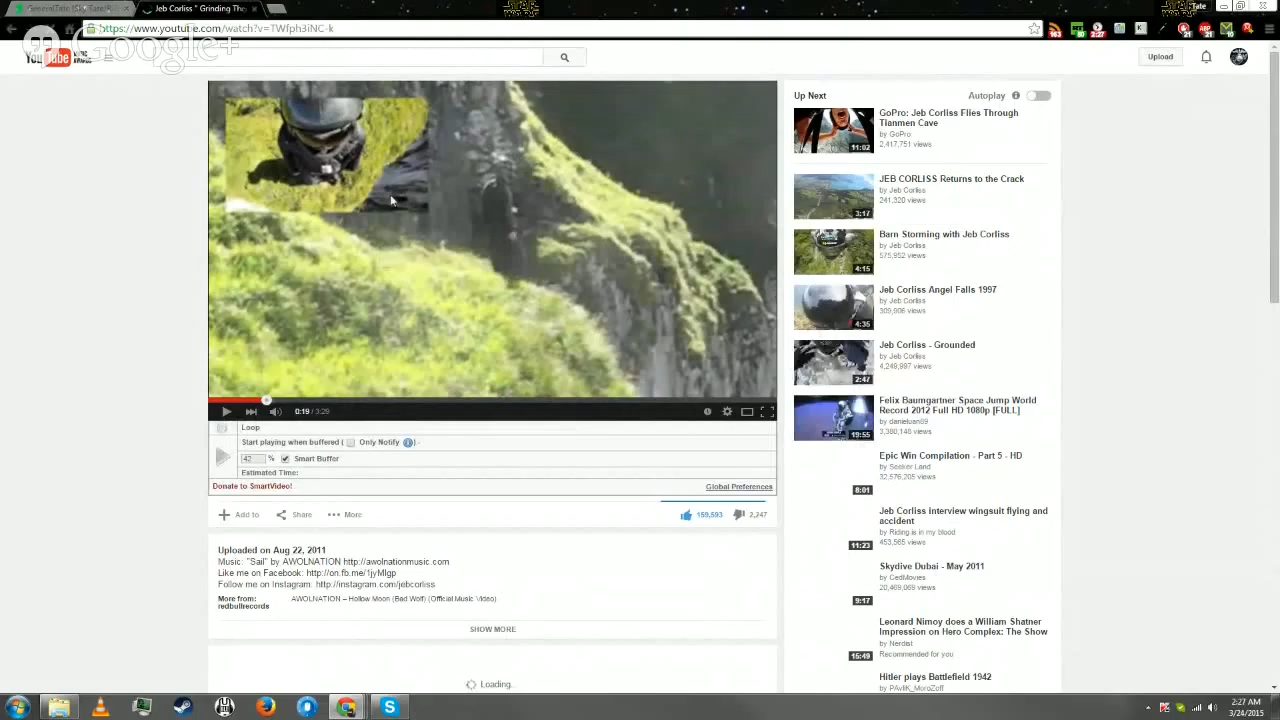 Jeb Corliss " Grinding The
Tate
https://www.youtube.com/watch?v=TWfph3iNC-k
Google+
YouTube
Upload
Up Next
Autoplay
GoPro: Jeb Corliss Flies Through
Tianmen Cave
by GoPro
2,417,751 views
11:02
JEB CORLISS Returns to the Crack
by Jeb Corliss
241,320 views
3:17
Barn Storming with Jeb Corliss
by Jeb Corliss
575,952 views
4:15
Jeb Corliss Angel Falls 1997
by Jeb Corliss
309,906 views
4:35
Jeb Corliss - Grounded
by Jeb Corliss
4,249,997 views
2:47
Felix Baumgartner Space Jump World
Record 2012 Full HD 1080p [FULL]
by danieluan89
3,380,148 views
19:55
Epic Win Compilation - Part 5 - HD
by Seeker Land
32,576,205 views
8:01
Jeb Corliss interview wingsuit flying and
accident
by Riding is in my blood
453,565 views
11:23
Skydive Dubai - May 2011
by CedMovies
20,469,069 views
9:17
Leonard Nimoy does a William Shatner
Impression on Hero Complex: The Show
by Nerdist
Recommended for you
15:49
Hitler plays Battlefield 1942
by PAvliK_MoroZoff
0:19 / 3:29
Loop
Start playing when buffered ( Only Notify )
42 % Smart Buffer
Estimated Time:
Donate to SmartVideo!
Global Preferences
Add to Share More
159,593 2,247
Uploaded on Aug 22, 2011
Music: "Sail" by AWOLNATION http://awolnationmusic.com
Like me on Facebook: http://on.fb.me/1jyMlgp
Follow me on Instagram: http://instagram.com/jebcorliss
More from: AWOLNATION – Hollow Moon (Bad Wolf) (Official Music Video)
redbullrecords
SHOW MORE
Loading.
2:27 AM
3/24/2015